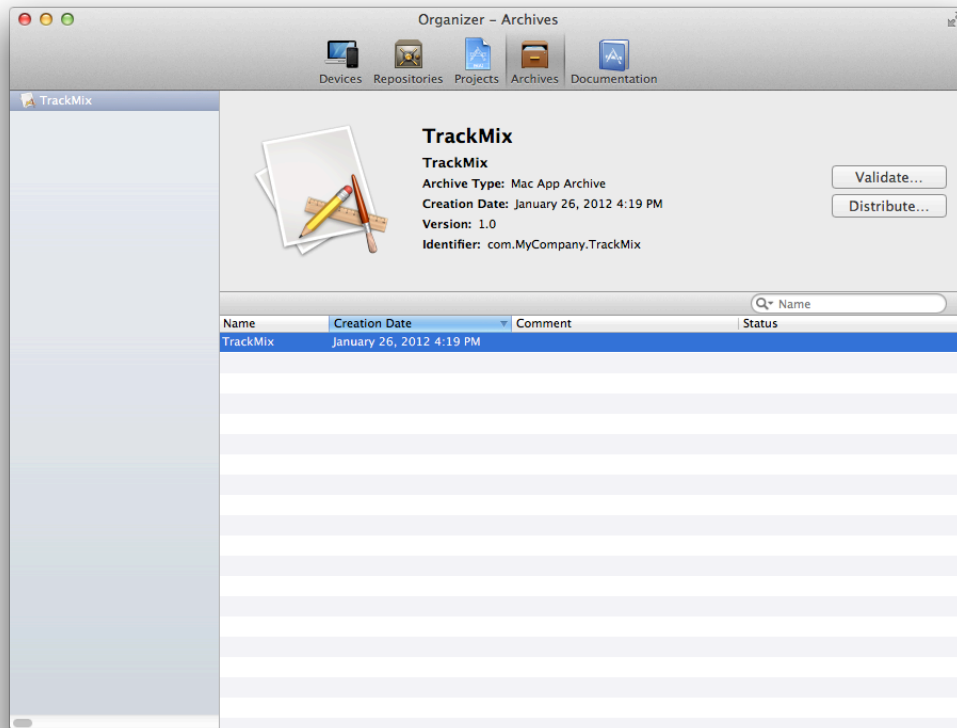 Organizer – Archives
Devices Repositories Projects Archives Documentation
TrackMix
TrackMix
TrackMix
Archive Type: Mac App Archive
Creation Date: January 26, 2012 4:19 PM
Version: 1.0
Identifier: com.MyCompany.TrackMix
Validate...
Distribute...
Name
Name Creation Date Comment Status
TrackMix January 26, 2012 4:19 PM